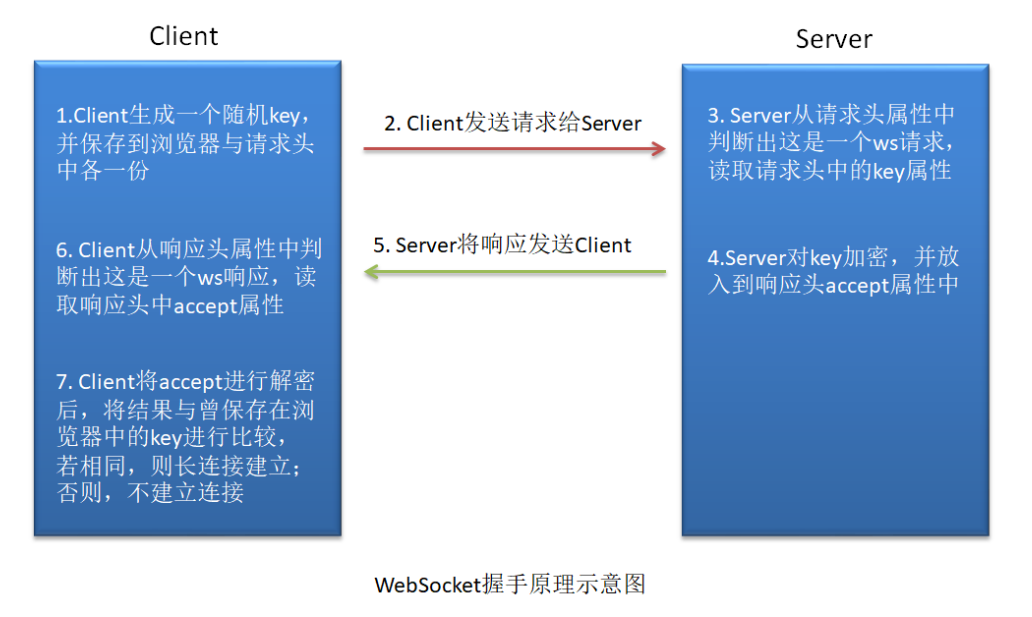 Client
1.Client生成一个随机key，
并保存到浏览器与请求头
中各一份
6. Client从响应头属性中判
断出这是一个ws响应，读
取响应头中accept属性
7. Client将accept进行解密
后，将结果与曾保存在浏
览器中的key进行比较，
若相同，则长连接建立；
否则，不建立连接
2. Client发送请求给Server
5. Server将响应发送Client
Server
3. Server从请求头属性中
判断出这是一个ws请求，
读取请求头中的key属性
4.Server对key加密，并放
入到响应头accept属性中
WebSocket握手原理示意图